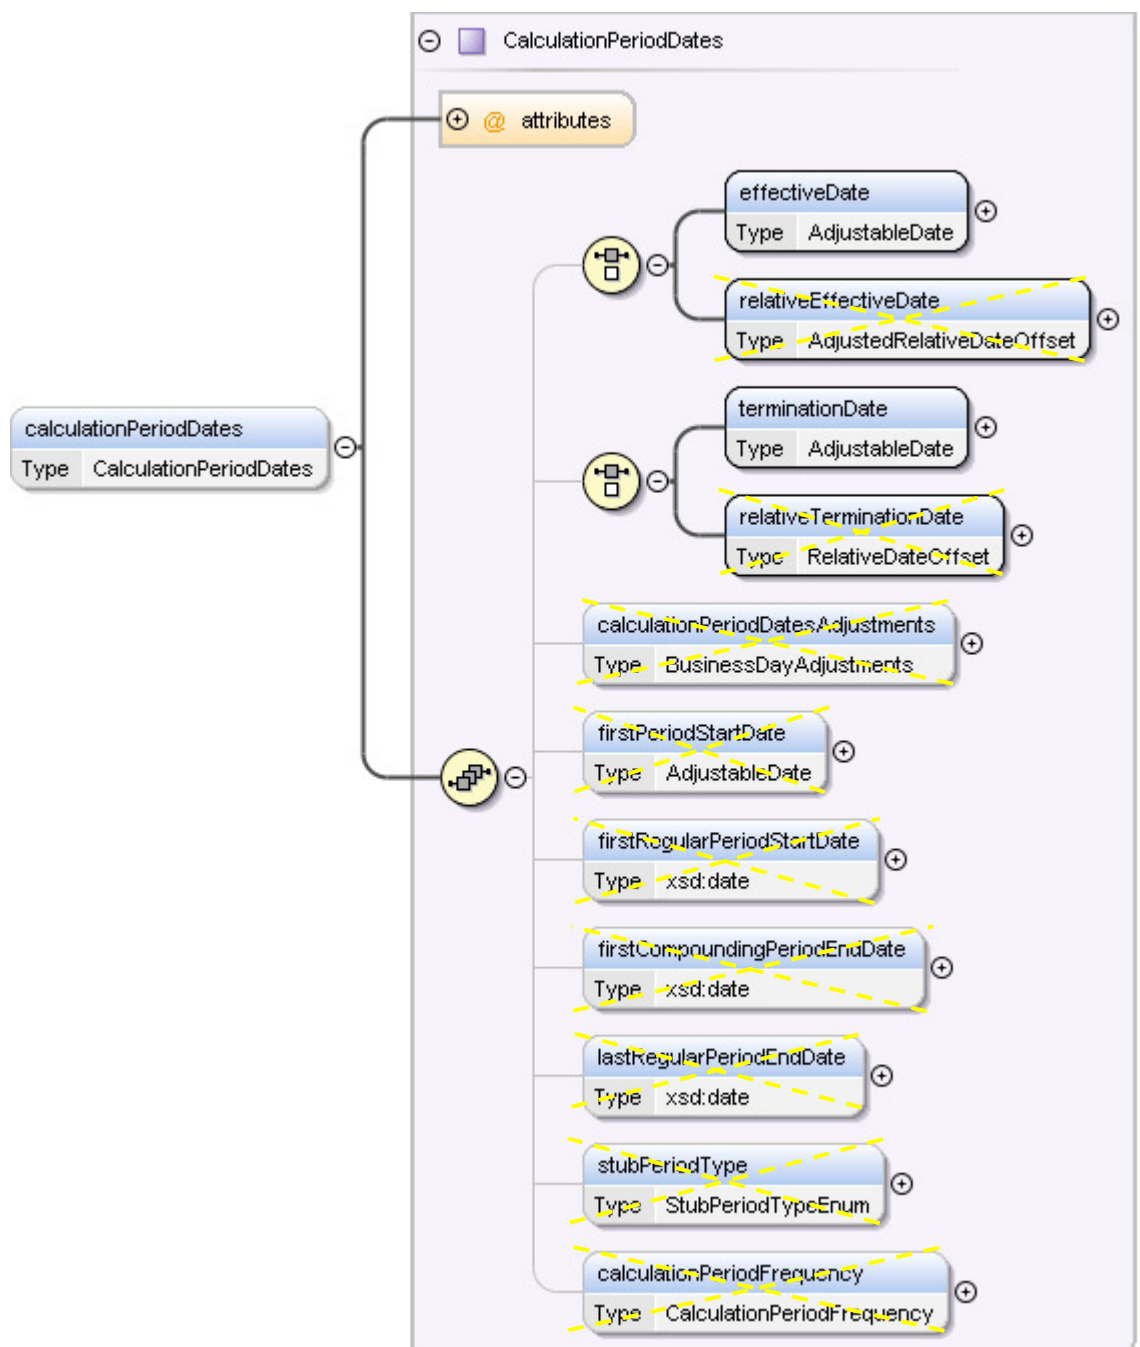 CalculationPeriodDates
@ attributes
effectiveDate
Type AdjustableDate
relativeEffectiveDate
Type AdjustedRelativeDateOffset
terminationDate
Type AdjustableDate
calculationPeriodDates
Type CalculationPeriodDates
relativeTerminationDate
Type RelativeDateOffset
calculationPeriodDatesAdjustments
Type BusinessDayAdjustments
firstPeriodStartDate
Type AdjustableDate
firstRegularPeriodStartDate
Type xsd:date
firstCompoundingPeriodEndDate
Type xsd:date
lastRegularPeriodEndDate
Type xsd:date
stubPeriodType
Type StubPeriodTypeEnum
calculationPeriodFrequency
Type CalculationPeriodFrequency